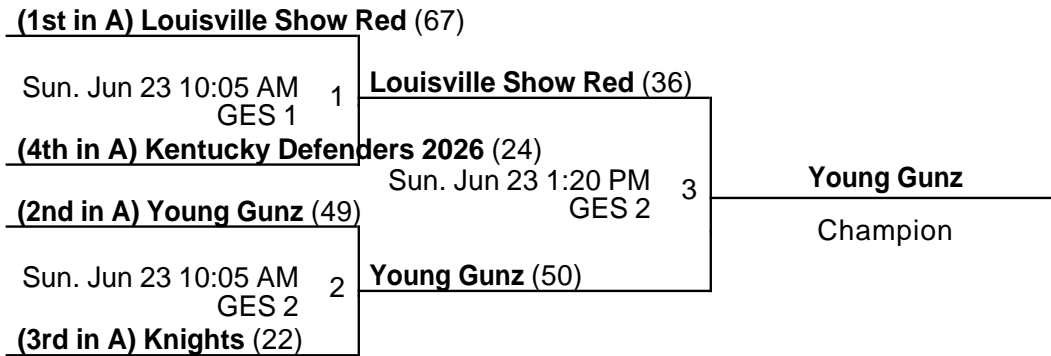 (1st in A) Louisville Show Red (67)
Sun. Jun 23 10:05 AM
GES 1
1
Louisville Show Red (36)
(4th in A) Kentucky Defenders 2026 (24)
Sun. Jun 23 1:20 PM
GES 2
3
Young Gunz
Champion
(2nd in A) Young Gunz (49)
Sun. Jun 23 10:05 AM
GES 2
2
Young Gunz (50)
(3rd in A) Knights (22)